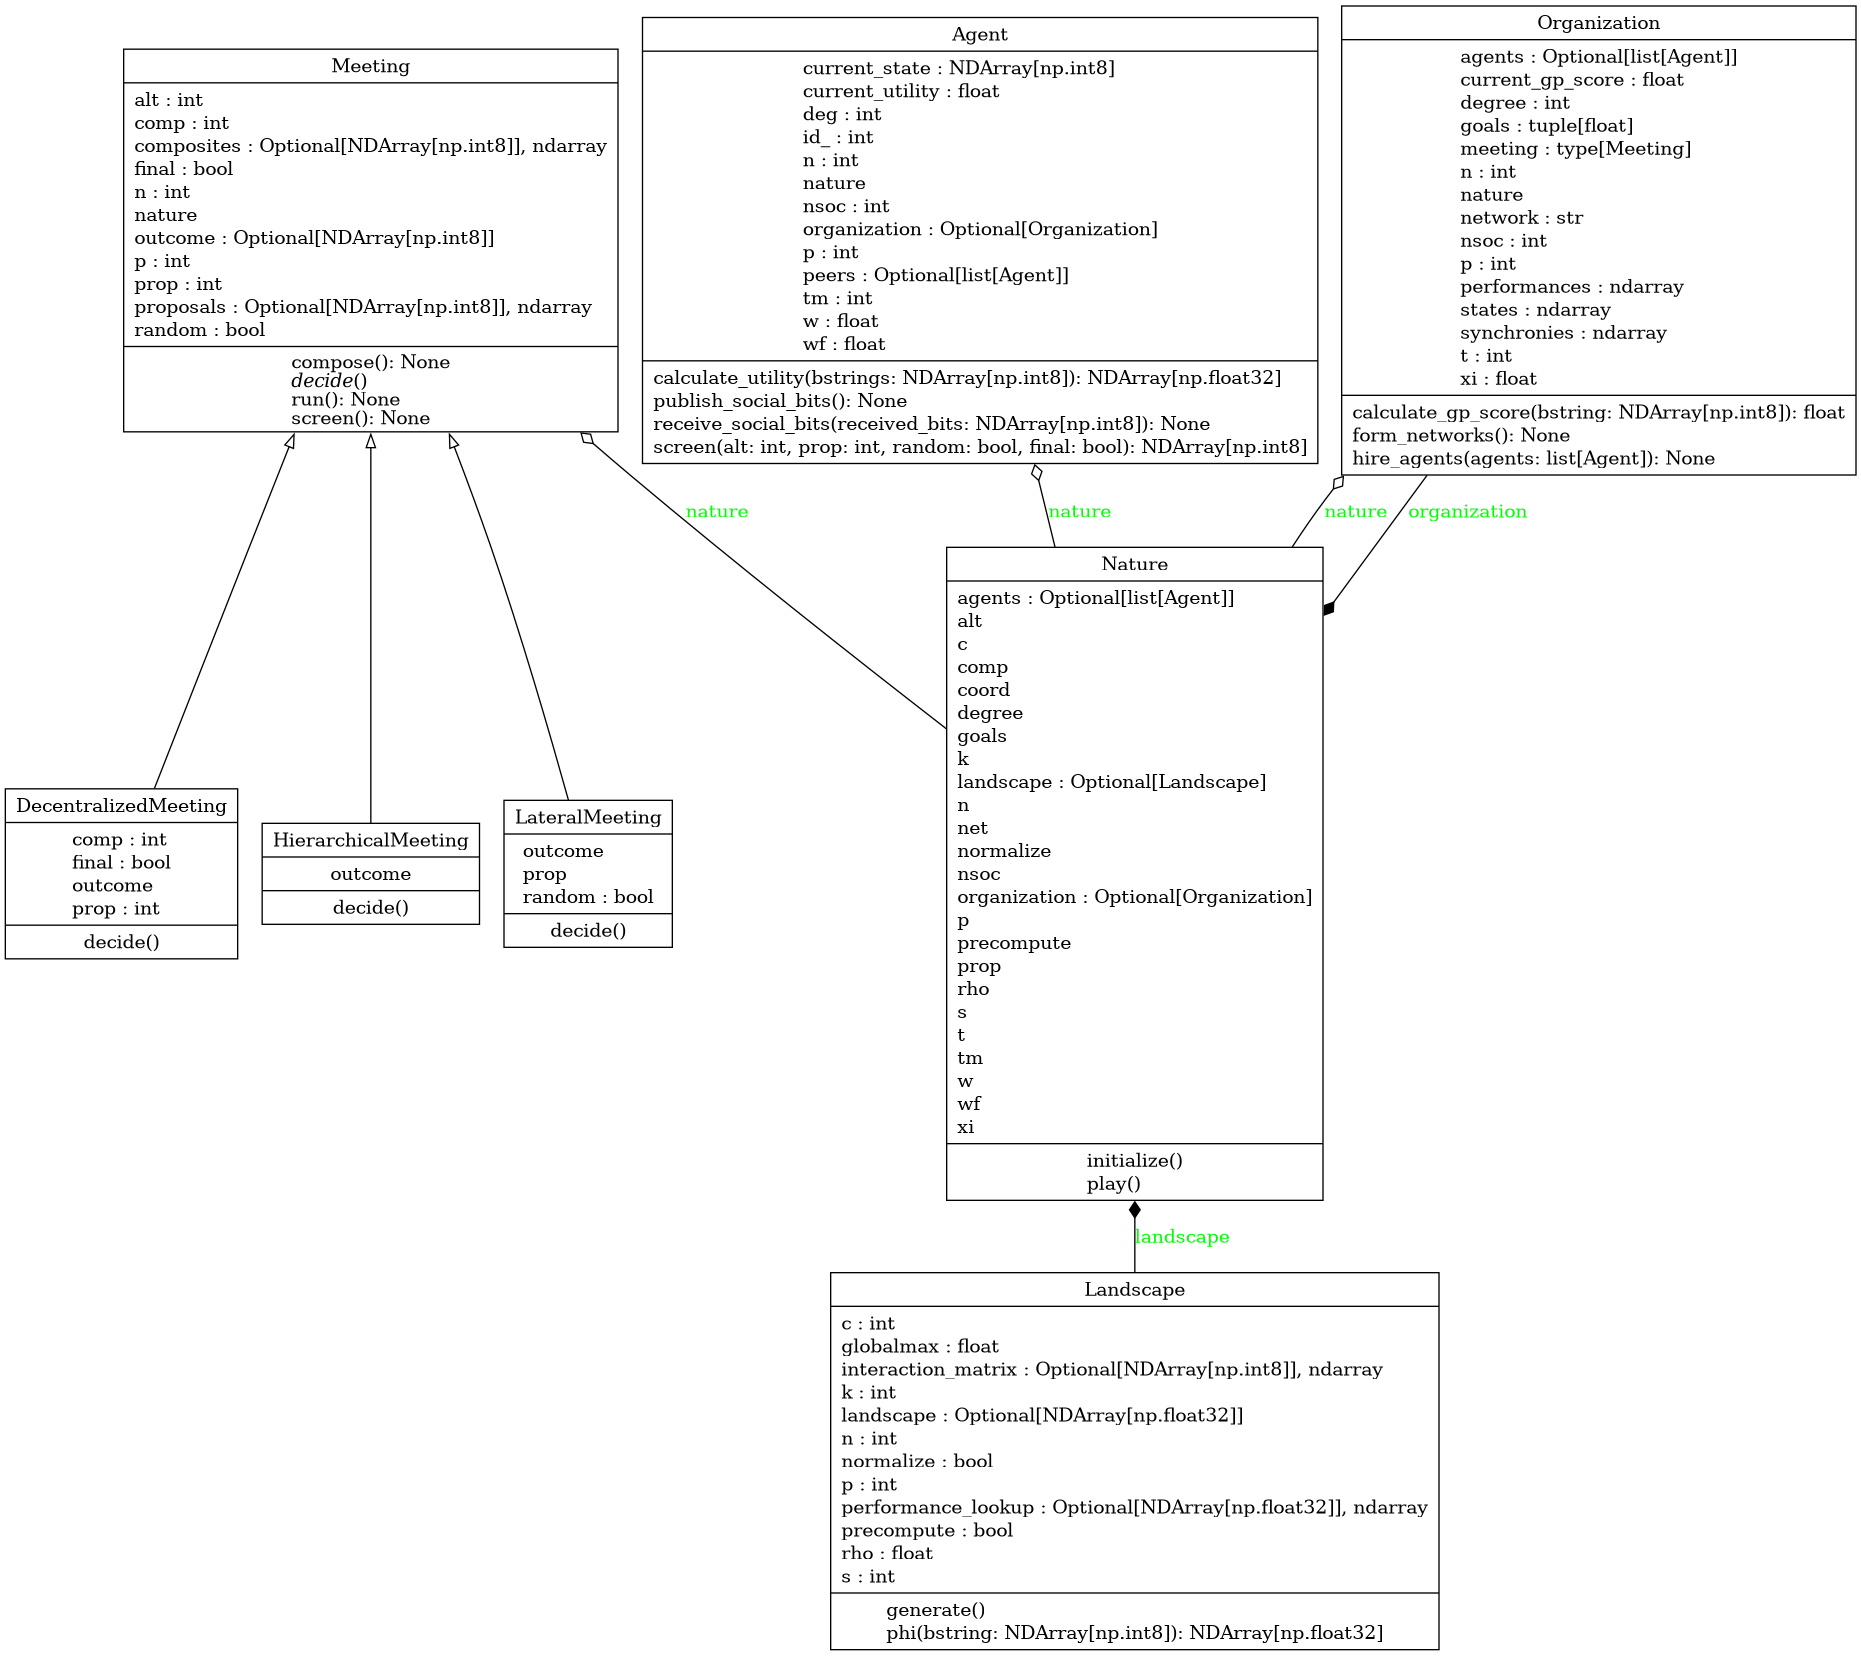 Meeting
alt : int
comp : int
composites : Optional[NDArray[np.int8]], ndarray
final : bool
n : int
nature
outcome : Optional[NDArray[np.int8]]
p : int
prop : int
proposals : Optional[NDArray[np.int8]], ndarray
random : bool
compose(): None
decide()
run(): None
screen(): None
Agent
current_state : NDArray[np.int8]
current_utility : float
deg : int
id_ : int
n : int
nature
nsoc : int
organization : Optional[Organization]
p : int
peers : Optional[list[Agent]]
tm : int
w : float
wf : float
calculate_utility(bstrings: NDArray[np.int8]): NDArray[np.float32]
publish_social_bits(): None
receive_social_bits(received_bits: NDArray[np.int8]): None
screen(alt: int, prop: int, random: bool, final: bool): NDArray[np.int8]
Organization
agents : Optional[list[Agent]]
current_gp_score : float
degree : int
goals : tuple[float]
meeting : type[Meeting]
n : int
nature
network : str
nsoc : int
p : int
performances : ndarray
states : ndarray
synchronies : ndarray
t : int
xi : float
calculate_gp_score(bstring: NDArray[np.int8]): float
form_networks(): None
hire_agents(agents: list[Agent]): None
nature
nature
nature
organization
Nature
agents : Optional[list[Agent]]
alt
c
comp
coord
degree
goals
k
landscape : Optional[Landscape]
n
net
normalize
nsoc
organization : Optional[Organization]
p
precompute
prop
rho
s
t
tm
w
wf
xi
initialize()
play()
DecentralizedMeeting
comp : int
final : bool
outcome
prop : int
decide()
HierarchicalMeeting
outcome
decide()
LateralMeeting
outcome
prop
random : bool
decide()
landscape
Landscape
c : int
globalmax : float
interaction_matrix : Optional[NDArray[np.int8]], ndarray
k : int
landscape : Optional[NDArray[np.float32]]
n : int
normalize : bool
p : int
performance_lookup : Optional[NDArray[np.float32]], ndarray
precompute : bool
rho : float
s : int
generate()
phi(bstring: NDArray[np.int8]): NDArray[np.float32]